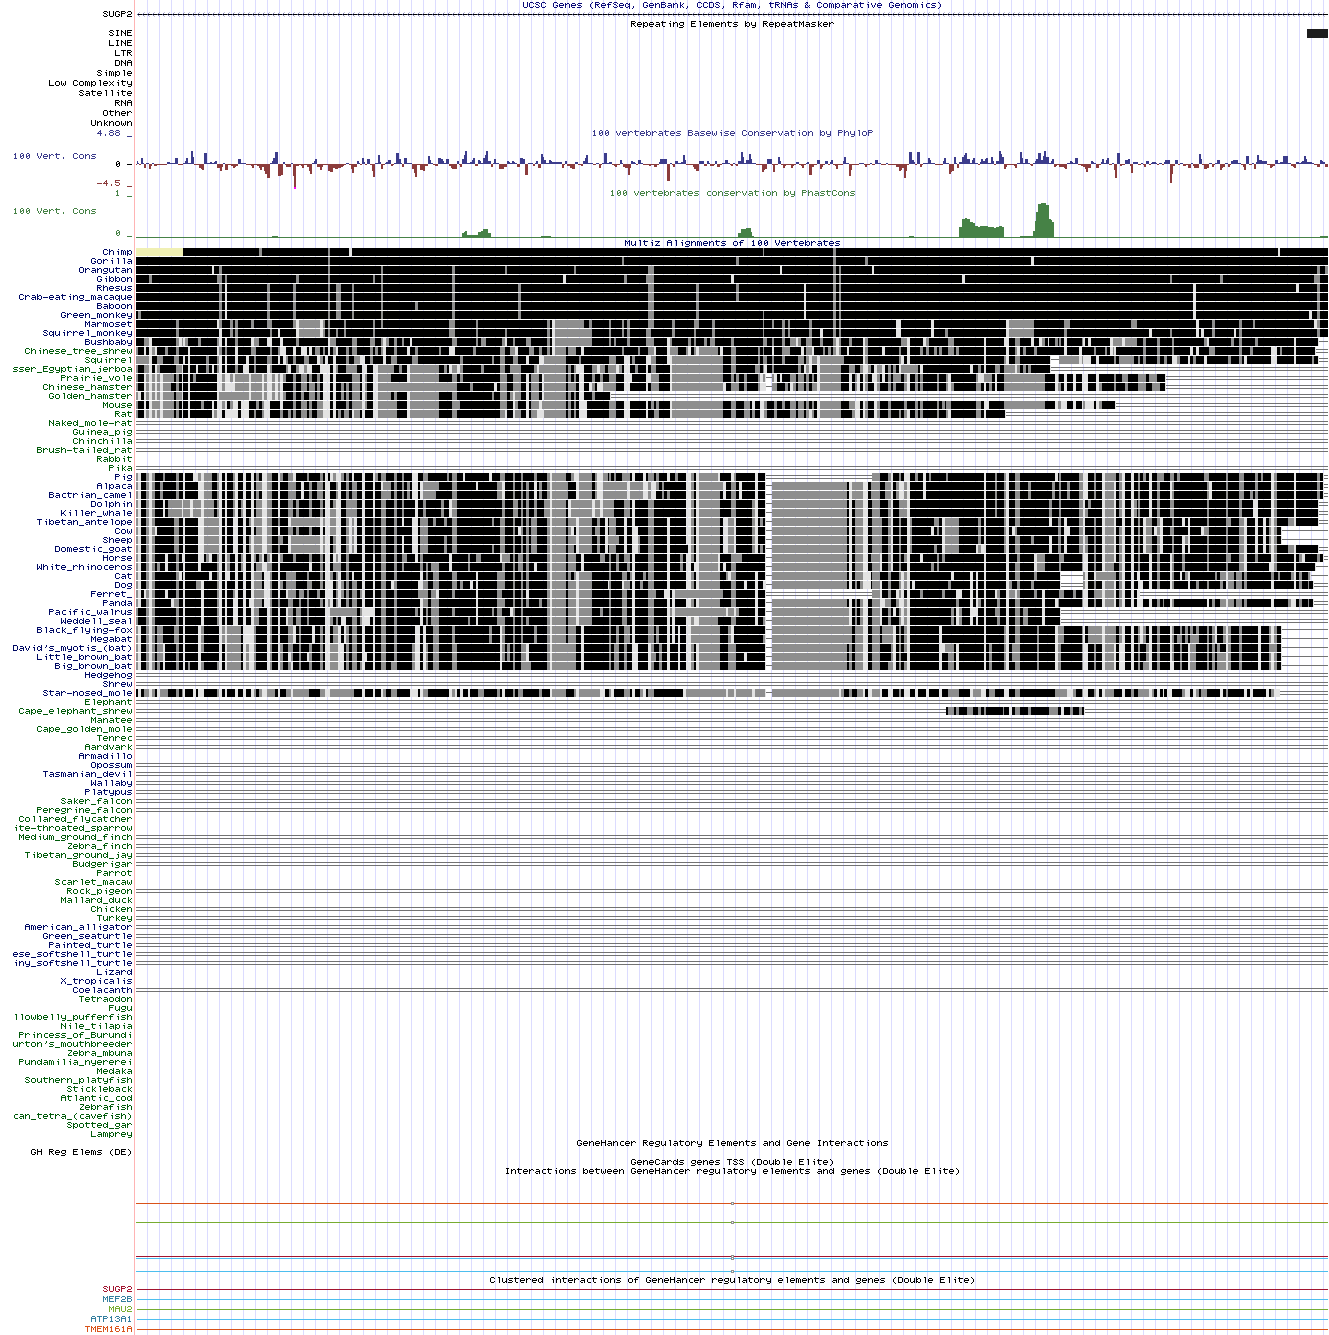 UCSC Genes (RefSeq, GenBank, CCDS, Rfam, tRNAs & Comparative Genomics)
SUGP2
Repeating Elements by RepeatMasker
SINE
LINE
LTR
DNA
Simple
Low Complexity
Satellite
RNA
Other
Unknown
4.88 _
100 vertebrates Basewise Conservation by PhyloP
100 Vert. Cons
0 _
-4.5 _
100 vertebrates conservation by PhastCons
1 _
100 Vert. Cons
0 _
Multiz Alignments of 100 Vertebrates
Chimp
Gorilla
Orangutan
Gibbon
Rhesus
Crab-eating_macaque
Baboon
Green_monkey
Marmoset
Squirrel_monkey
Bushbaby
Chinese_tree_shrew
Squirrel
sser_Egyptian_jerboa
Prairie_vole
Chinese_hamster
Golden_hamster
Mouse
Rat
Naked_mole-rat
Guinea_pig
Chinchilla
Brush-tailed_rat
Rabbit
Pika
Pig
Alpaca
Bactrian_camel
Dolphin
Killer_whale
Tibetan_antelope
Cow
Sheep
Domestic_goat
Horse
White_rhinoceros
Cat
Dog
Ferret_
Panda
Pacific_walrus
Weddell_seal
Black_flying-fox
Megabat
David's_myotis_(bat)
Little_brown_bat
Big_brown_bat
Hedgehog
Shrew
Star-nosed_mole
Elephant
Cape_elephant_shrew
Manatee
Cape_golden_mole
Tenrec
Aardvark
Armadillo
Opossum
Tasmanian_devil
Wallaby
Platypus
Saker_falcon
Peregrine_falcon
Collared_flycatcher
ite-throated_sparrow
Medium_ground_finch
Zebra_finch
Tibetan_ground_jay
Budgerigar
Parrot
Scarlet_macaw
Rock_pigeon
Mallard_duck
Chicken
Turkey
American_alligator
Green_seaturtle
Painted_turtle
ese_softshell_turtle
iny_softshell_turtle
Lizard
X_tropicalis
Coelacanth
Tetraodon
Fugu
llowbelly_pufferfish
Nile_tilapia
Princess_of_Burundi
urton's_mouthbreeder
Zebra_mbuna
Pundamilia_nyererei
Medaka
Southern_platyfish
Stickleback
Atlantic_cod
Zebrafish
can_tetra_(cavefish)
Spotted_gar
Lamprey
GeneHancer Regulatory Elements and Gene Interactions
GH Reg Elems (DE)
GeneCards genes TSS (Double Elite)
Interactions between GeneHancer regulatory elements and genes (Double Elite)
Clustered interactions of GeneHancer regulatory elements and genes (Double Elite)
SUGP2
MEF2B
MAU2
ATP13A1
TMEM161A